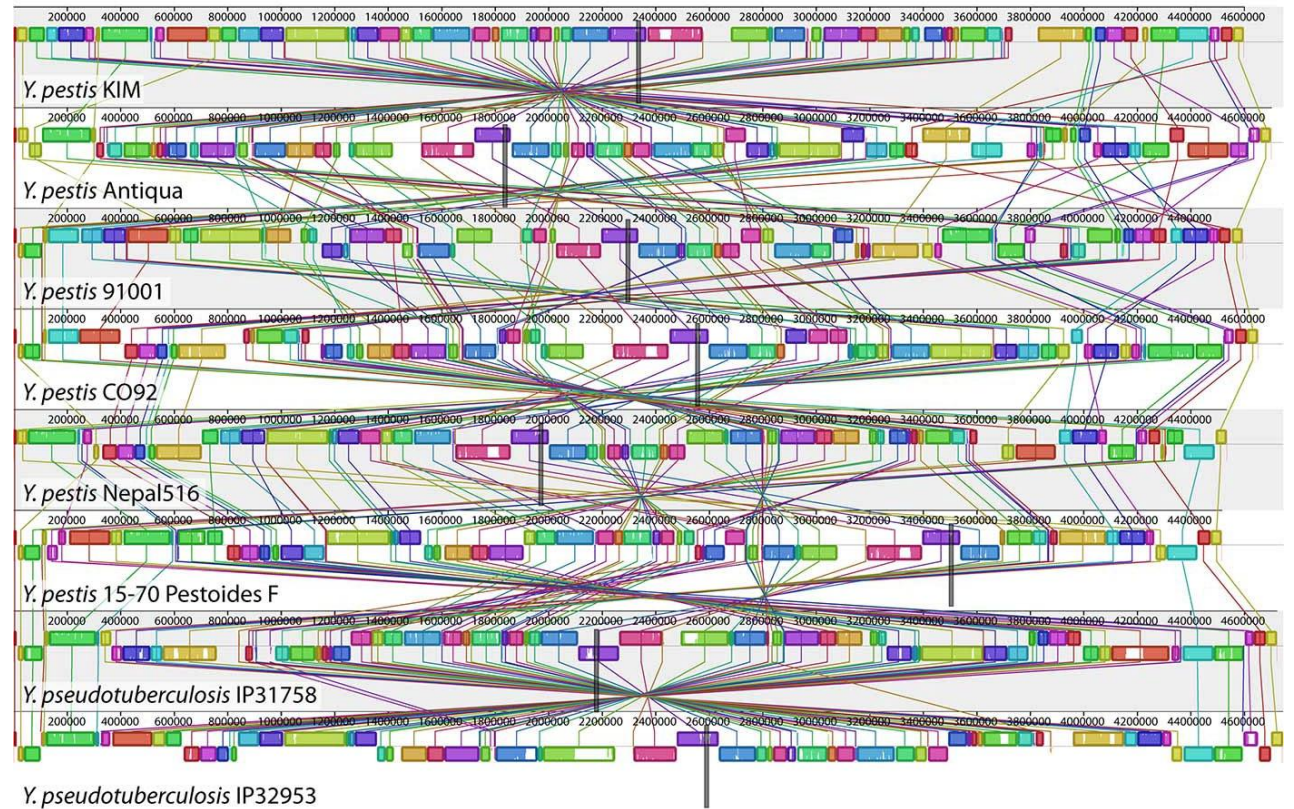 200000 400000 600000 800000 1000000 1200000 1400000 1600000 1800000 2000000 2200000 2400000 2600000 2800000 3000000 3200000 3400000 3600000 3800000 4000000 4200000 4400000 4600000
Y. pestis KIM
200000 400000 600000 800000 1000000 1200000 1400000 1600000 1800000 2000000 2200000 2400000 2600000 2800000 3000000 3200000 3400000 3600000 3800000 4000000 4200000 4400000 4600000
Y. pestis Antiqua
200000 400000 600000 800000 1000000 1200000 1400000 1600000 1800000 2000000 2200000 2400000 2600000 2800000 3000000 3200000 3400000 3600000 3800000 4000000 4200000 4400000
Y. pestis 91001
200000 400000 600000 800000 1000000 1200000 1400000 1600000 1800000 2000000 2200000 2400000 2600000 2800000 3000000 3200000 3400000 3600000 3800000 4000000 4200000 4400000 4600000
Y. pestis CO92
200000 400000 600000 800000 1000000 1200000 1400000 1600000 1800000 2000000 2200000 2400000 2600000 2800000 3000000 3200000 3400000 3600000 3800000 4000000 4200000 4400000
Y. pestis Nepal516
200000 400000 600000 800000 1000000 1200000 1400000 1600000 1800000 2000000 2200000 2400000 2600000 2800000 3000000 3200000 3400000 3600000 3800000 4000000 4200000 4400000
Y. pestis 15-70 Pestoides F
200000 400000 600000 800000 1000000 1200000 1400000 1600000 1800000 2000000 2200000 2400000 2600000 2800000 3000000 3200000 3400000 3600000 3800000 4000000 4200000 4400000 4600000
Y. pseudotuberculosis IP31758
200000 400000 600000 800000 1000000 1200000 1400000 1600000 1800000 2000000 2200000 2400000 2600000 2800000 3000000 3200000 3400000 3600000 3800000 4000000 4200000 4400000 4600000
Y. pseudotuberculosis IP32953